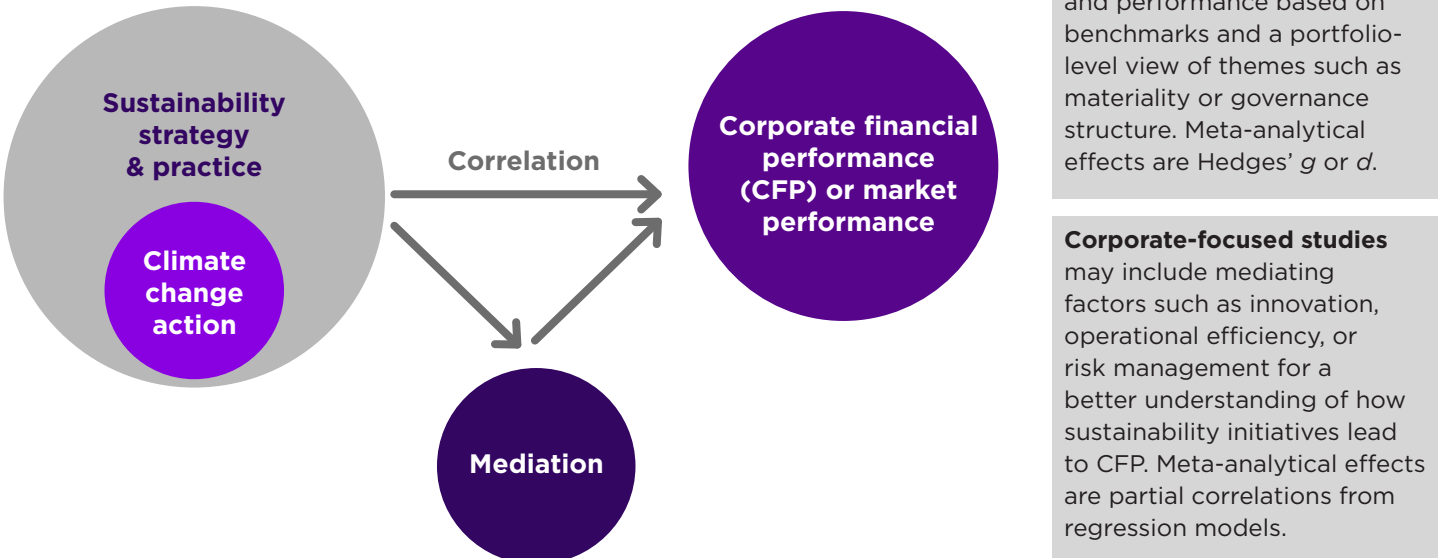 Sustainability
strategy
& practice
Climate
change
action
Correlation
Mediation
Corporate financial
performance
(CFP) or market
performance
and performance based on
benchmarks and a portfolio-
level view of themes such as
materiality or governance
structure. Meta-analytical
effects are Hedges’ g or d.
Corporate-focused studies
may include mediating
factors such as innovation,
operational efficiency, or
risk management for a
better understanding of how
sustainability initiatives lead
to CFP. Meta-analytical effects
are partial correlations from
regression models.